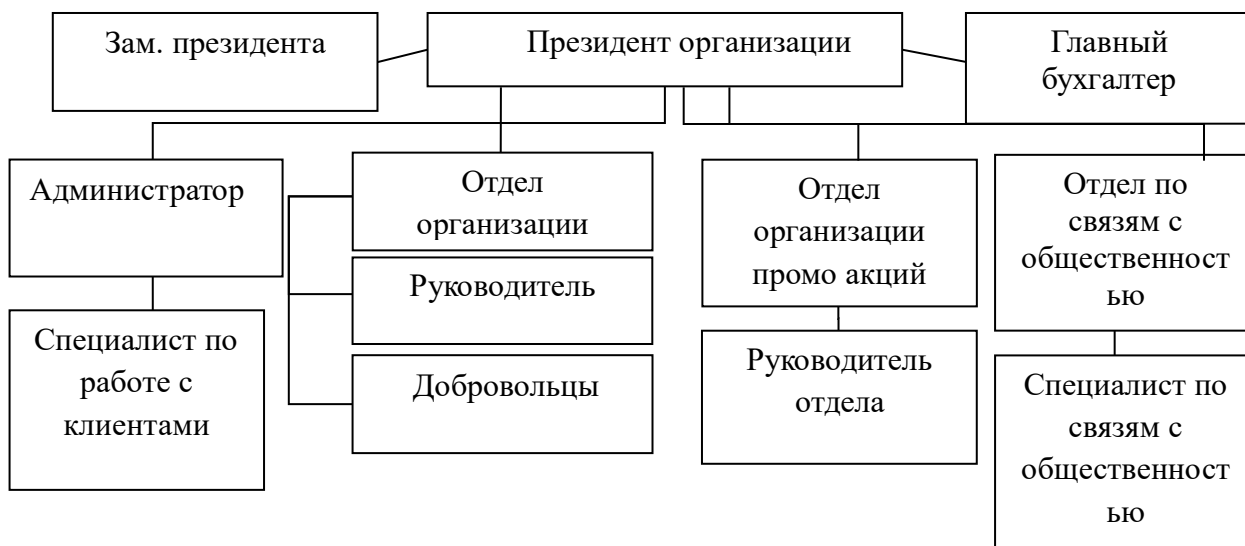 Зам. президента
Президент организации
Главный
бухгалтер
Администратор
Отдел
организации
Отдел
организации
промо акций
Отдел по
связям с
общественност
ью
Руководитель
Специалист по
работе с
клиентами
Добровольцы
Руководитель
отдела
Специалист по
связям с
общественност
ью